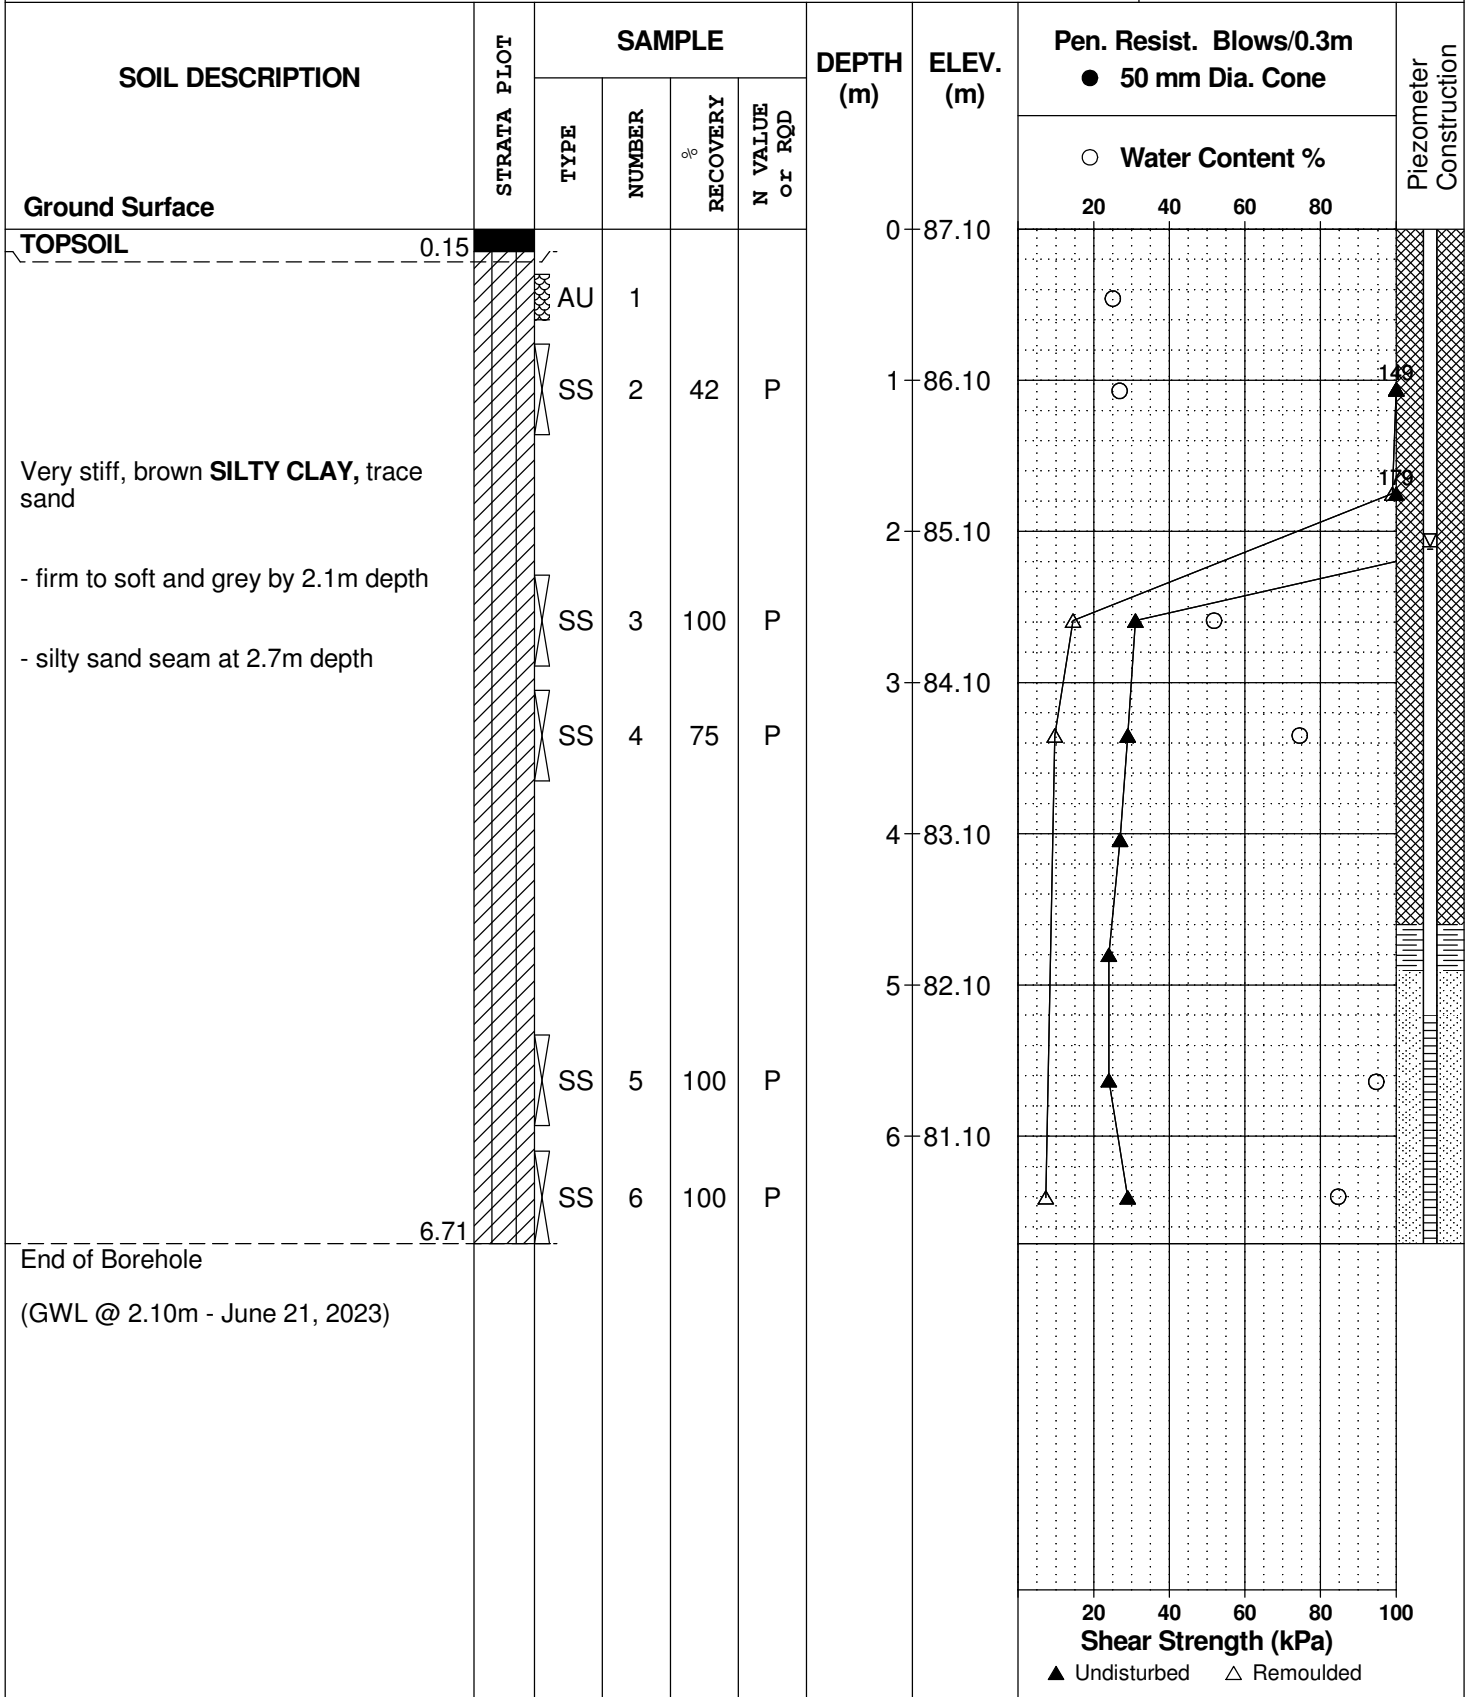 SOIL DESCRIPTION
STRATA PLOT
SAMPLE
TYPE
NUMBER
% RECOVERY
N VALUE or RQD
DEPTH (m)
ELEV. (m)
Pen. Resist. Blows/0.3m
● 50 mm Dia. Cone
○ Water Content %
20 40 60 80
Piezometer Construction
Ground Surface
0 87.10
TOPSOIL 0.15
AU 1
149
1 86.10
SS 2 42 P
Very stiff, brown SILTY CLAY, trace
sand
179
2 85.10
- firm to soft and grey by 2.1m depth
SS 3 100 P
- silty sand seam at 2.7m depth
3 84.10
SS 4 75 P
4 83.10
5 82.10
SS 5 100 P
6 81.10
SS 6 100 P
6.71
End of Borehole
(GWL @ 2.10m - June 21, 2023)
20 40 60 80 100
Shear Strength (kPa)
▲ Undisturbed △ Remoulded